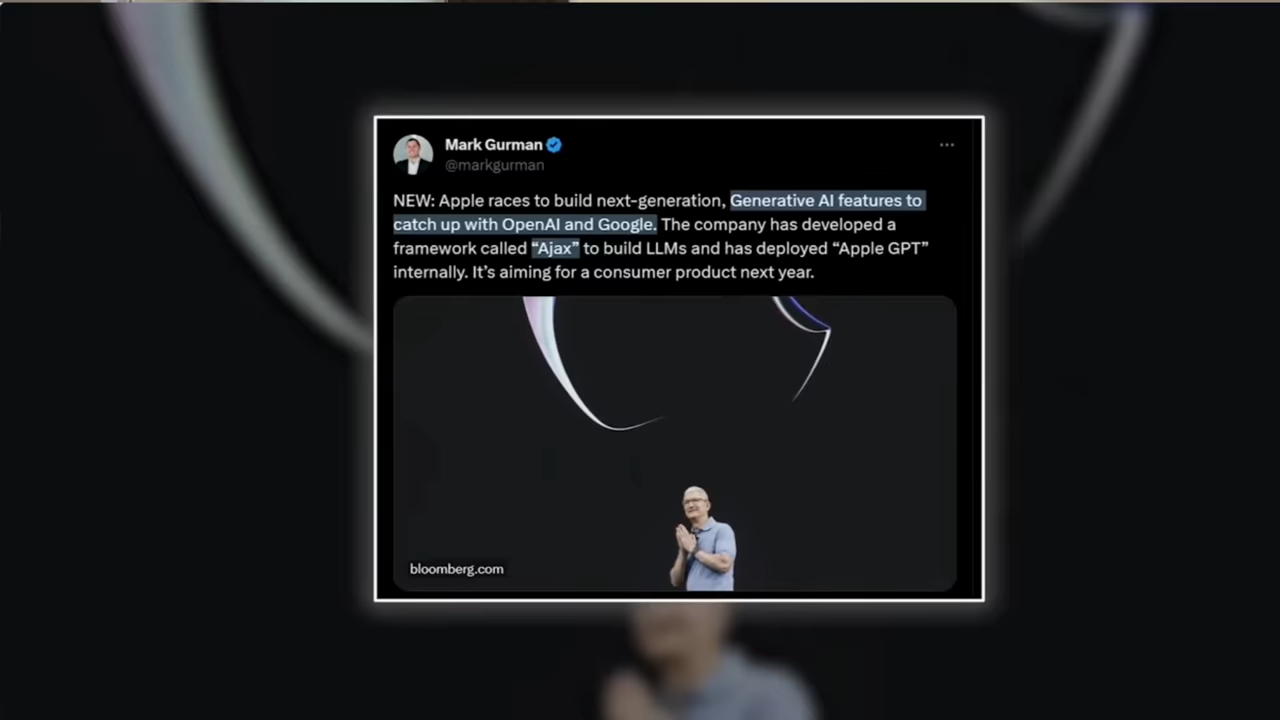 Mark Gurman
@markgurman
NEW: Apple races to build next-generation, Generative AI features to
catch up with OpenAI and Google. The company has developed a
framework called “Ajax” to build LLMs and has deployed “Apple GPT”
internally. It’s aiming for a consumer product next year.
bloomberg.com